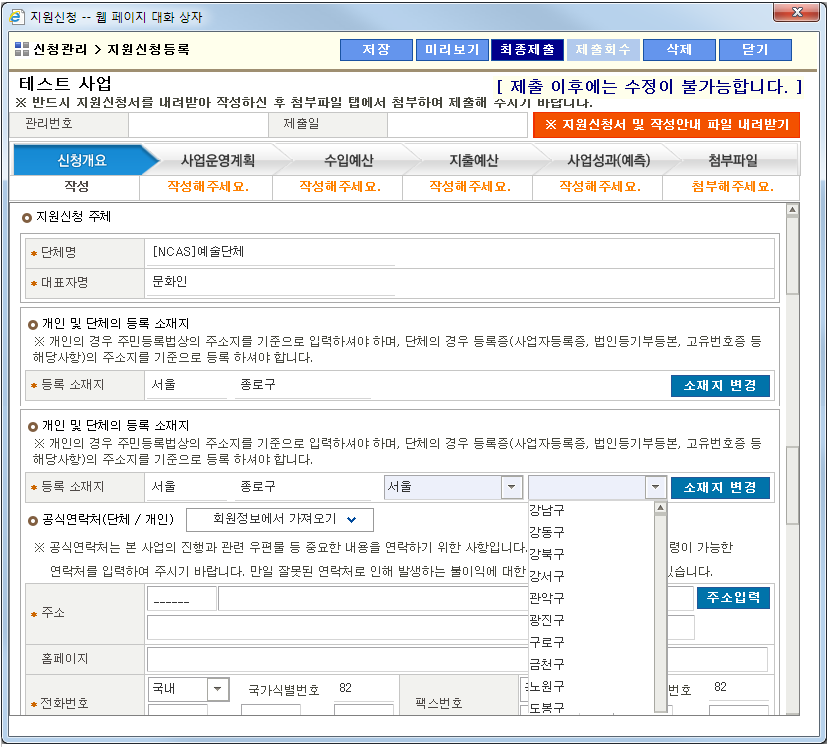 지원신청 -- 웹 페이지 대화 상자
신청관리 > 지원신청등록
저장 미리보기 최종제출 제출회수 삭제 닫기
테스트 사업
[ 제출 이후에는 수정이 불가능합니다. ]
※ 반드시 지원신청서를 내려받아 작성하신 후 첨부파일 탭에서 첨부하여 제출해 주시기 바랍니다.
관리번호 제출일 ※ 지원신청서 및 작성안내 파일 내려받기
신청개요 사업운영계획 수입예산 지출예산 사업성과(예측) 첨부파일
작성 작성해주세요. 작성해주세요. 작성해주세요. 작성해주세요. 첨부해주세요.
지원신청 주체
* 단체명 [NCAS]예술단체
* 대표자명 문화인
개인 및 단체의 등록 소재지
※ 개인의 경우 주민등록법상의 주소지를 기준으로 입력하셔야 하며, 단체의 경우 등록증(사업자등록증, 법인등기부등본, 고유번호증 등
해당사항)의 주소지를 기준으로 등록 하셔야 합니다.
* 등록 소재지 서울 종로구 소재지 변경
개인 및 단체의 등록 소재지
※ 개인의 경우 주민등록법상의 주소지를 기준으로 입력하셔야 하며, 단체의 경우 등록증(사업자등록증, 법인등기부등본, 고유번호증 등
해당사항)의 주소지를 기준으로 등록 하셔야 합니다.
* 등록 소재지 서울 종로구 서울 소재지 변경
강남구
강동구
강북구
강서구
관악구
광진구
구로구
금천구
노원구
도봉구
공식연락처(단체 / 개인) 회원정보에서 가져오기
※ 공식연락처는 본 사업의 진행과 관련 우편물 등 중요한 내용을 연락하기 위한 사항입니다. 령이 가능한
연락처를 입력하여 주시기 바랍니다. 만일 잘못된 연락처로 인해 발생하는 불이익에 대한 있습니다.
* 주소 ______ 주소입력
홈페이지
* 전화번호 국내 국가식별번호 82 팩스번호 번호 82